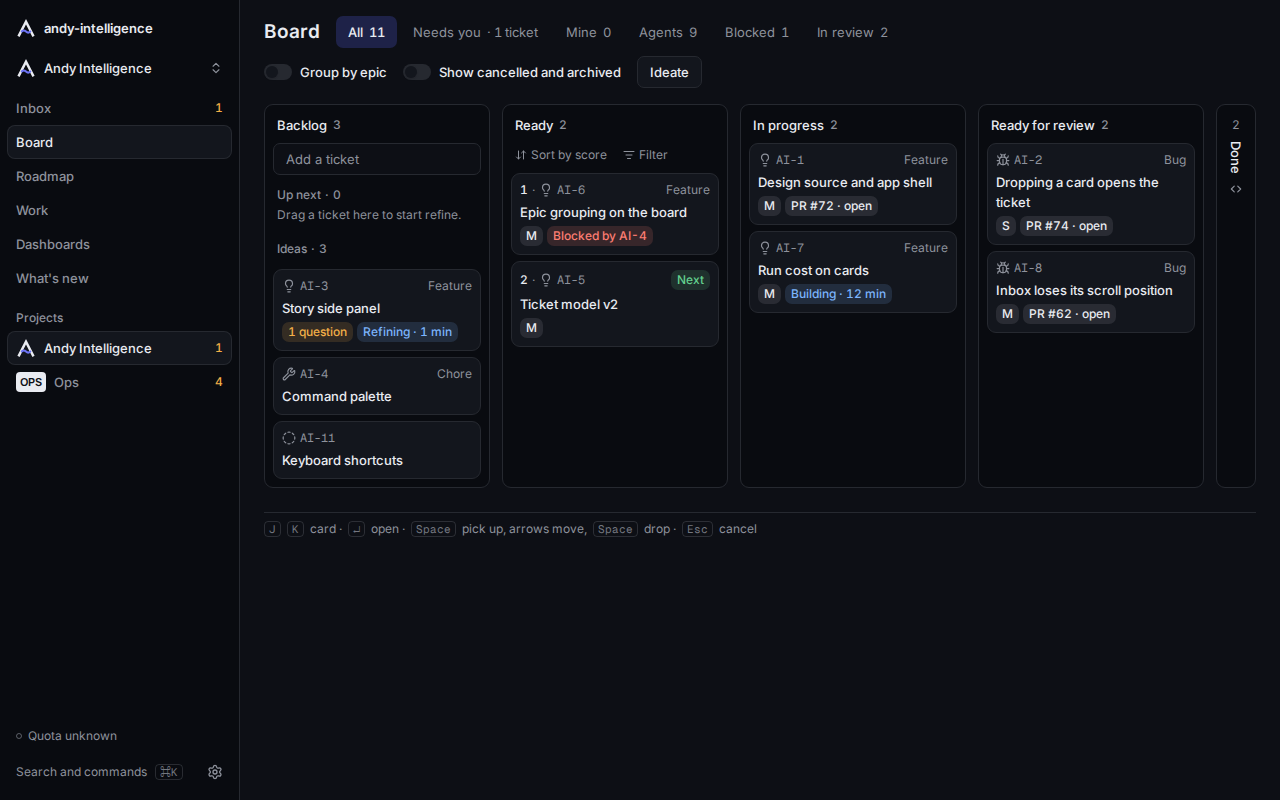 andy-intelligence
Andy Intelligence
Inbox 1
Board
Roadmap
Work
Dashboards
What's new
Projects
Andy Intelligence 1
OPS Ops 4
Quota unknown
Search and commands ⌘K
Board All 11 Needs you · 1 ticket Mine 0 Agents 9 Blocked 1 In review 2
Group by epic Show cancelled and archived Ideate
Backlog 3
Add a ticket
Up next · 0
Drag a ticket here to start refine.
Ideas · 3
AI-3 Feature
Story side panel
1 question Refining · 1 min
AI-4 Chore
Command palette
AI-11
Keyboard shortcuts
Ready 2
Sort by score Filter
1 · AI-6 Feature
Epic grouping on the board
M Blocked by AI-4
2 · AI-5 Next
Ticket model v2
M
In progress 2
AI-1 Feature
Design source and app shell
M PR #72 · open
AI-7 Feature
Run cost on cards
M Building · 12 min
Ready for review 2
AI-2 Bug
Dropping a card opens the
ticket
S PR #74 · open
AI-8 Bug
Inbox loses its scroll position
M PR #62 · open
2
Done
J K card · ↵ open · Space pick up, arrows move, Space drop · Esc cancel